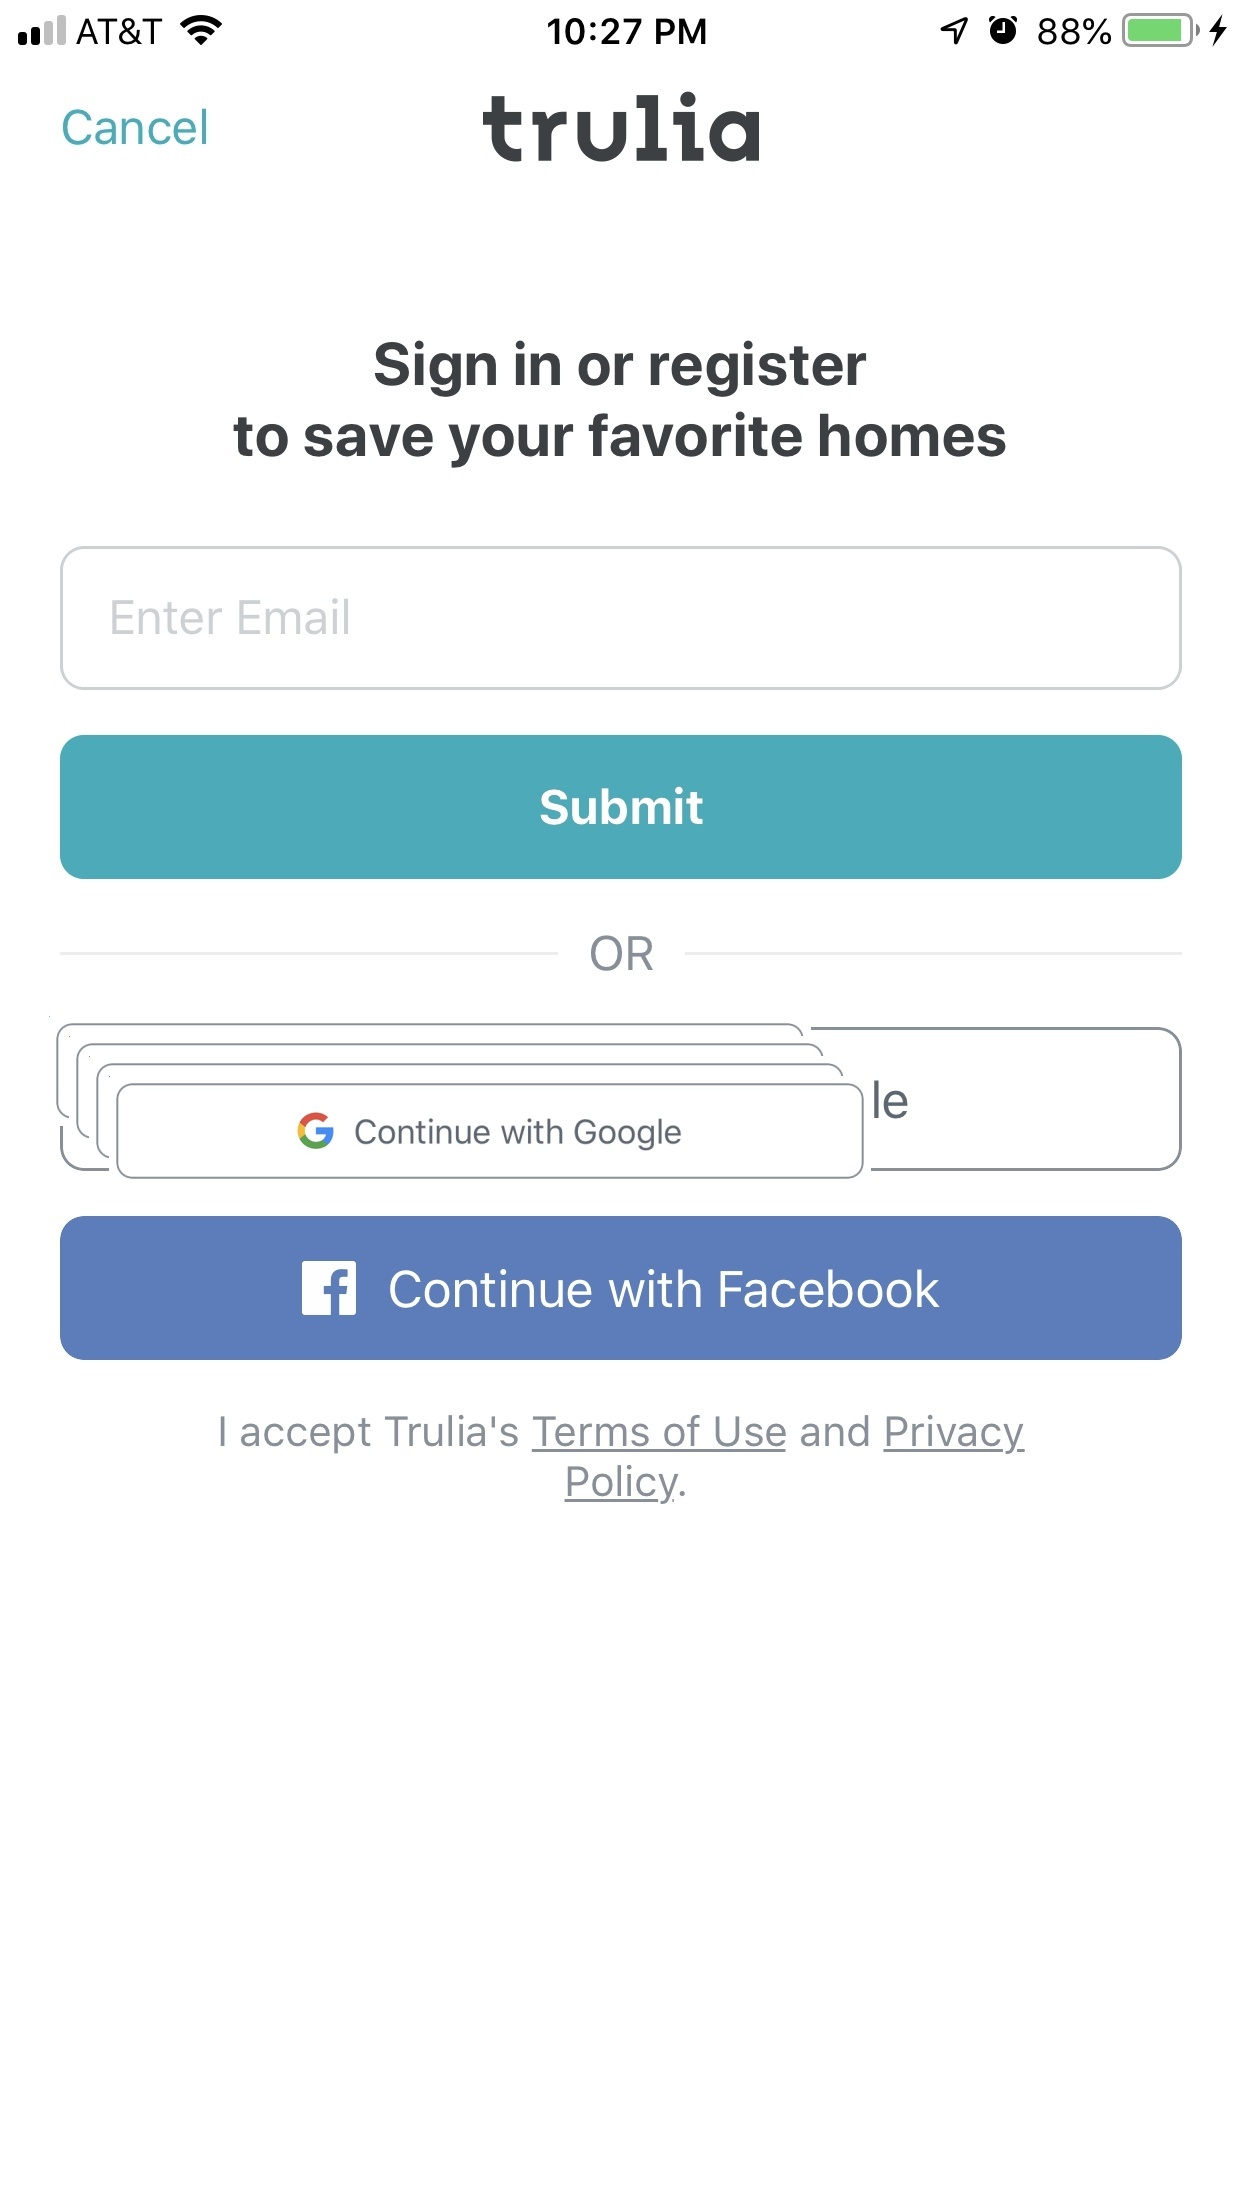 AT&T 10:27 PM 88%
Cancel trulia
Sign in or register
to save your favorite homes
Enter Email
Submit
OR
le
Continue with Google
Continue with Facebook
I accept Trulia's Terms of Use and Privacy
Policy.